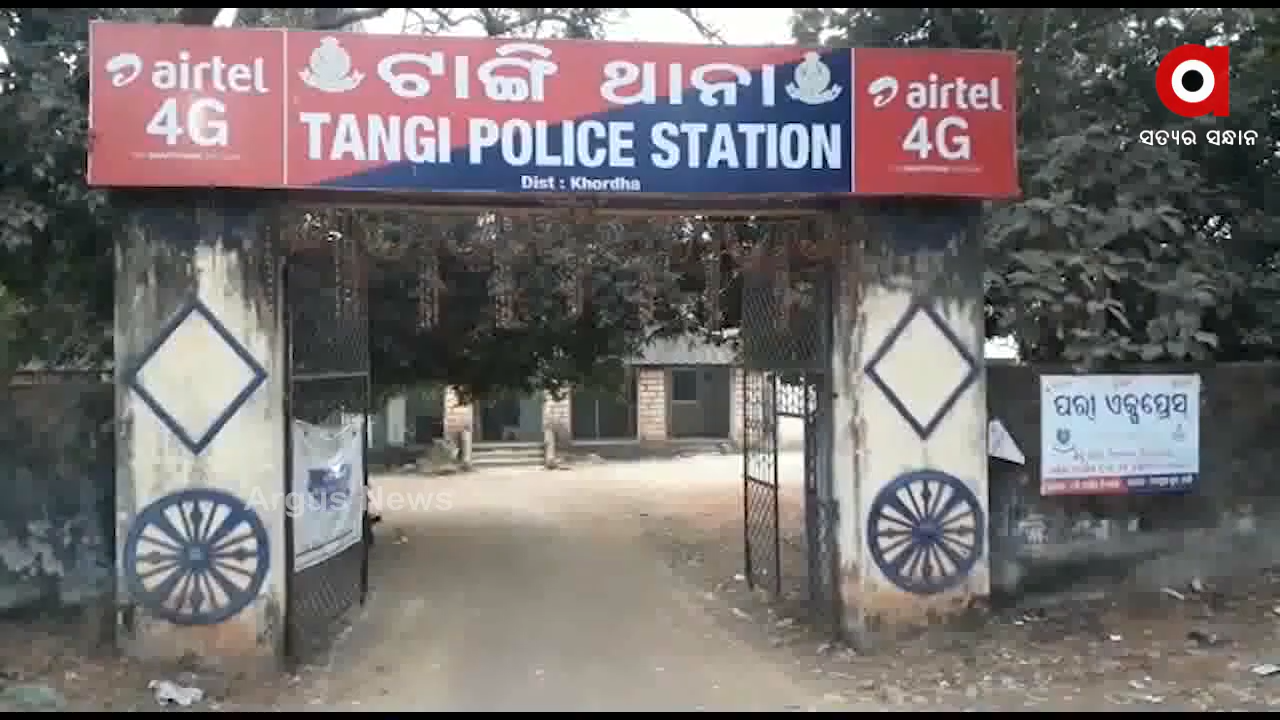 airtel
4G
ଟାଙ୍ଗି ଥାନା
TANGI POLICE STATION
Dist : Khordha
airtel
4G
ସତ୍ୟର ସନ୍ଧାନ
ପରୀ ଏକ୍ସପ୍ରେସ୍
Argus News